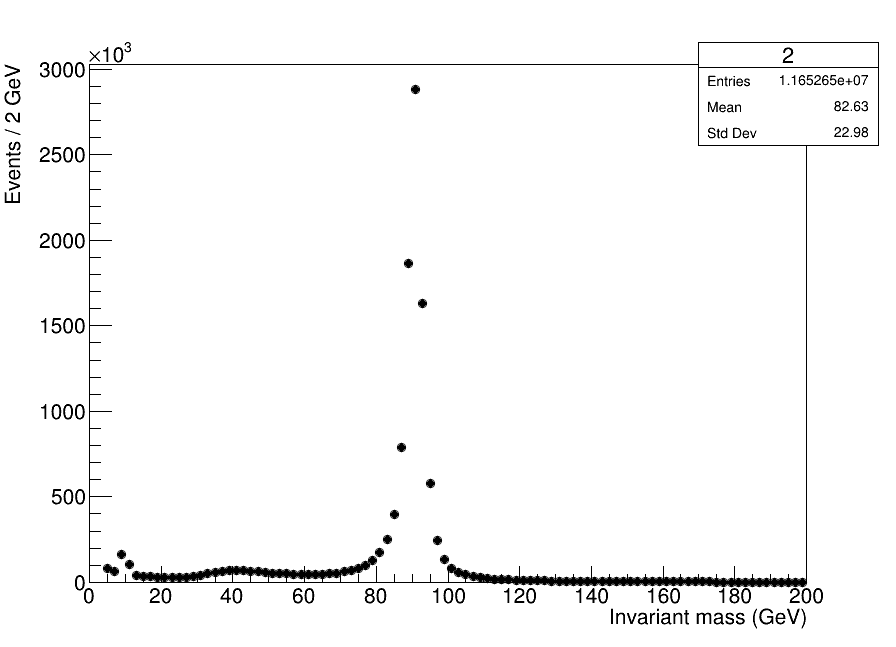 ×10³
3000
2500
2000
1500
1000
500
0
Events / 2 GeV
0 20 40 60 80 100 120 140 160 180 200
Invariant mass (GeV)
2
Entries 1.165265e+07
Mean 82.63
Std Dev 22.98